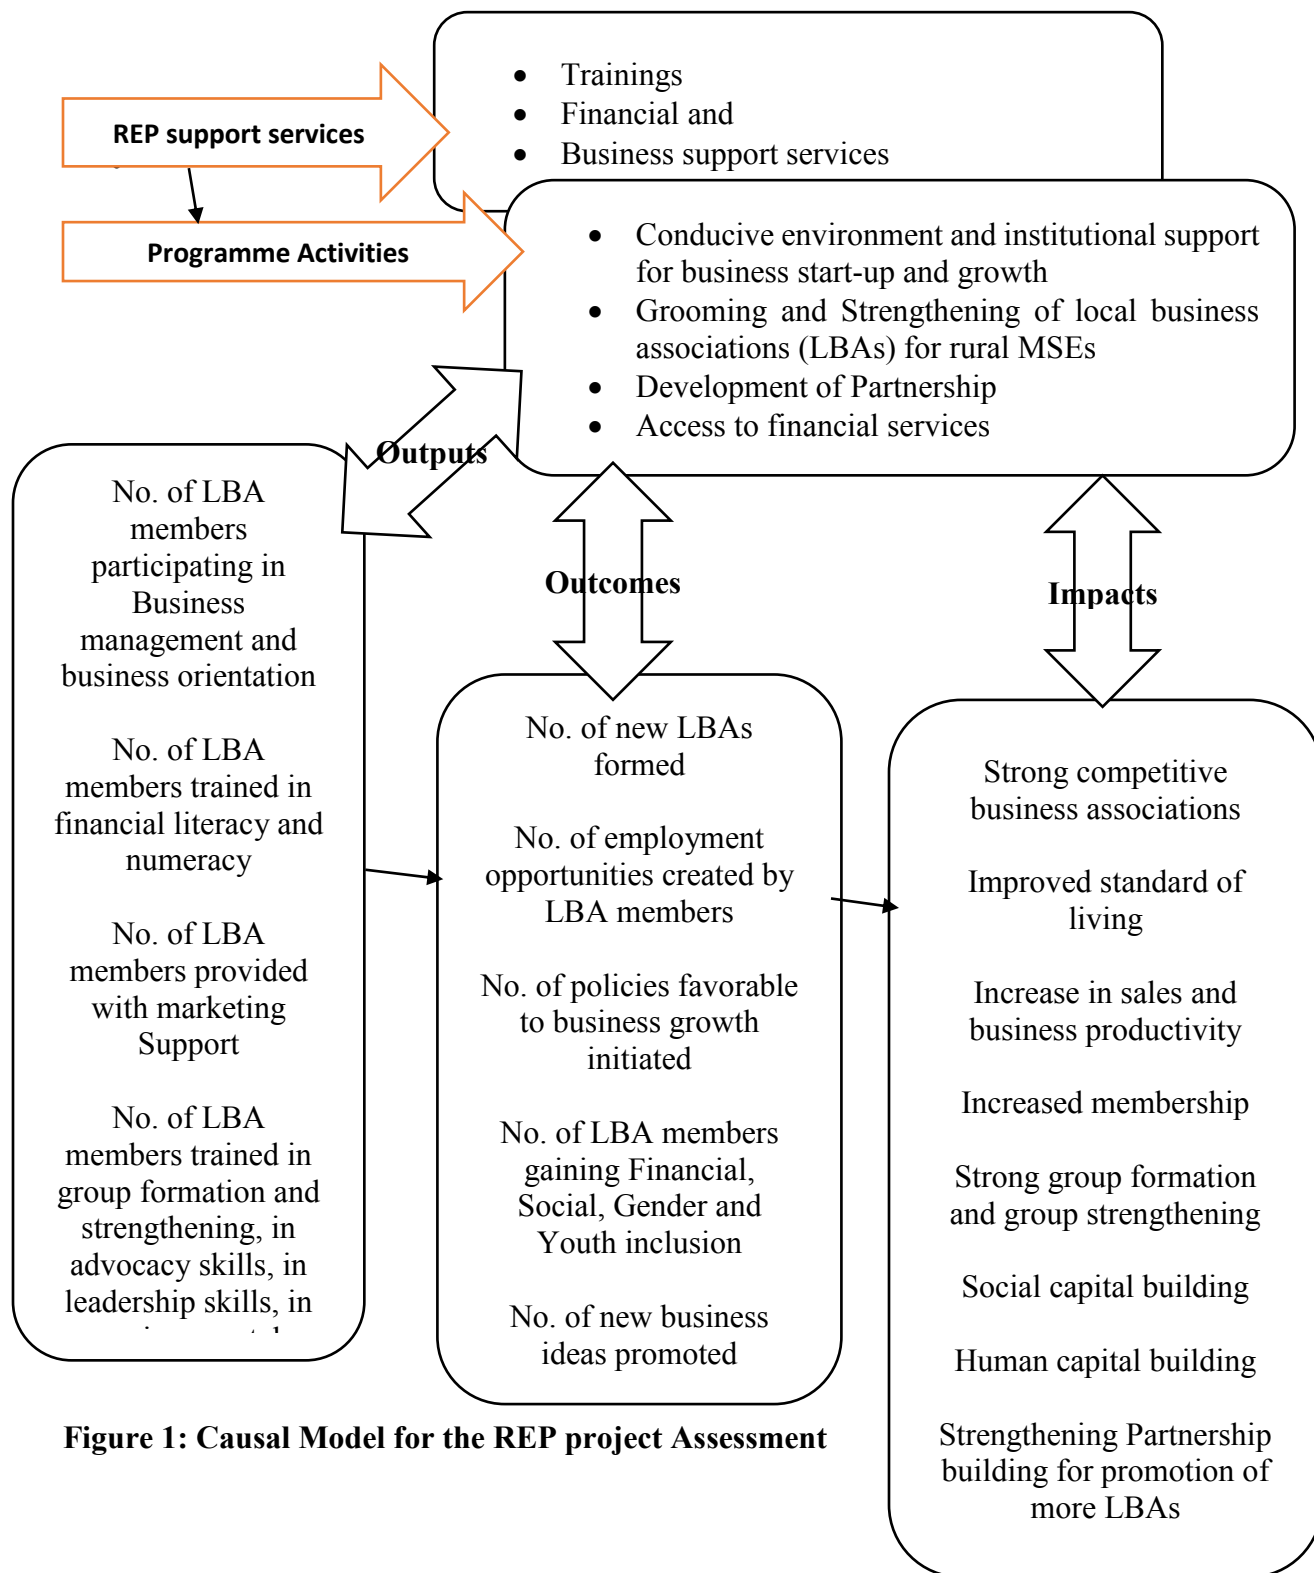 REP support services
• Trainings
• Financial and
• Business support services
Programme Activities
• Conducive environment and institutional support
for business start-up and growth
• Grooming and Strengthening of local business
associations (LBAs) for rural MSEs
• Development of Partnership
• Access to financial services
Outputs
Outcomes
Impacts
No. of LBA
members
participating in
Business
management and
business orientation
No. of LBA
members trained in
financial literacy and
numeracy
No. of LBA
members provided
with marketing
Support
No. of LBA
members trained in
group formation and
strengthening, in
advocacy skills, in
leadership skills, in
No. of new LBAs
formed
No. of employment
opportunities created by
LBA members
No. of policies favorable
to business growth
initiated
No. of LBA members
gaining Financial,
Social, Gender and
Youth inclusion
No. of new business
ideas promoted
Strong competitive
business associations
Improved standard of
living
Increase in sales and
business productivity
Increased membership
Strong group formation
and group strengthening
Social capital building
Human capital building
Strengthening Partnership
building for promotion of
more LBAs
Figure 1: Causal Model for the REP project Assessment